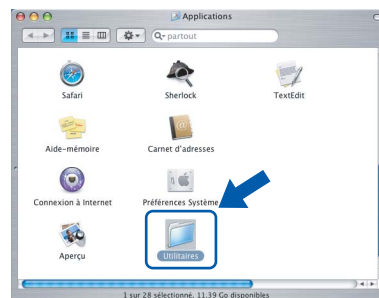 Applications
partout
Safari
Sherlock
TextEdit
Aide-mémoire
Carnet d'adresses
Connexion à Internet
Préférences Système
Aperçu
Utilitaires
1 sur 28 sélectionné, 11,39 Go disponibles